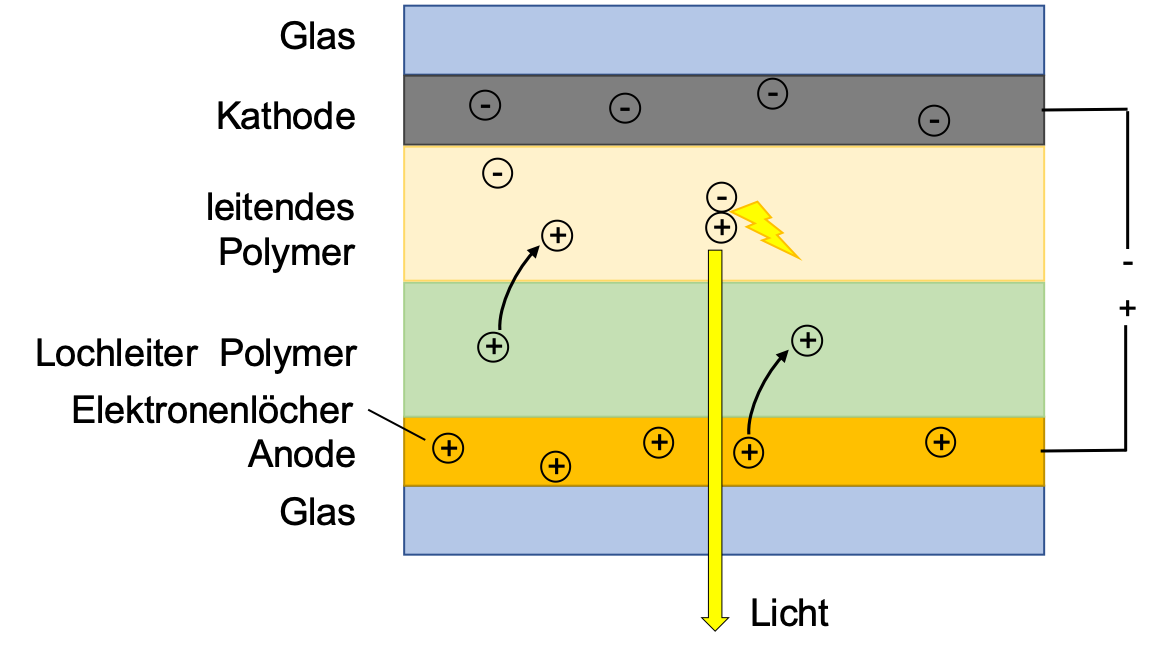 Glas
Kathode
-
-
-
-
leitendes
Polymer
-
+
-
+
-
+
Lochleiter Polymer
+
+
Elektronenlöcher
Anode
+
+
+
+
+
Glas
Licht